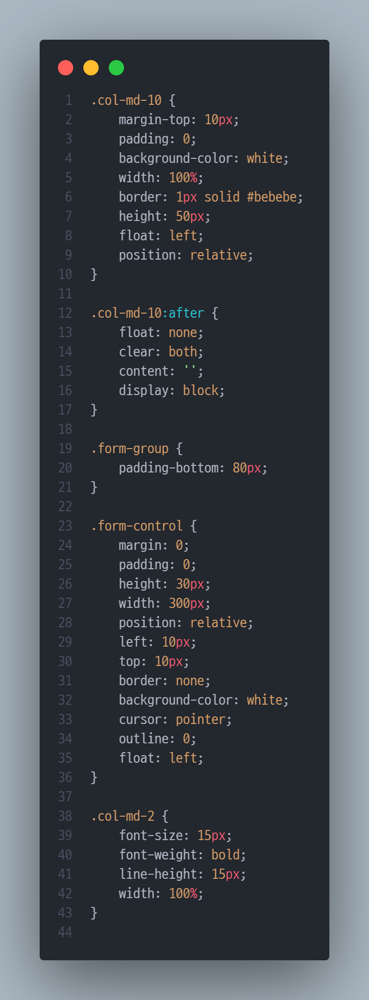 1 .col-md-10 {
2     margin-top: 10px;
3     padding: 0;
4     background-color: white;
5     width: 100%;
6     border: 1px solid #bebebe;
7     height: 50px;
8     float: left;
9     position: relative;
10 }
11
12 .col-md-10:after {
13     float: none;
14     clear: both;
15     content: '';
16     display: block;
17 }
18
19 .form-group {
20     padding-bottom: 80px;
21 }
22
23 .form-control {
24     margin: 0;
25     padding: 0;
26     height: 30px;
27     width: 300px;
28     position: relative;
29     left: 10px;
30     top: 10px;
31     border: none;
32     background-color: white;
33     cursor: pointer;
34     outline: 0;
35     float: left;
36 }
37
38 .col-md-2 {
39     font-size: 15px;
40     font-weight: bold;
41     line-height: 15px;
42     width: 100%;
43 }
44